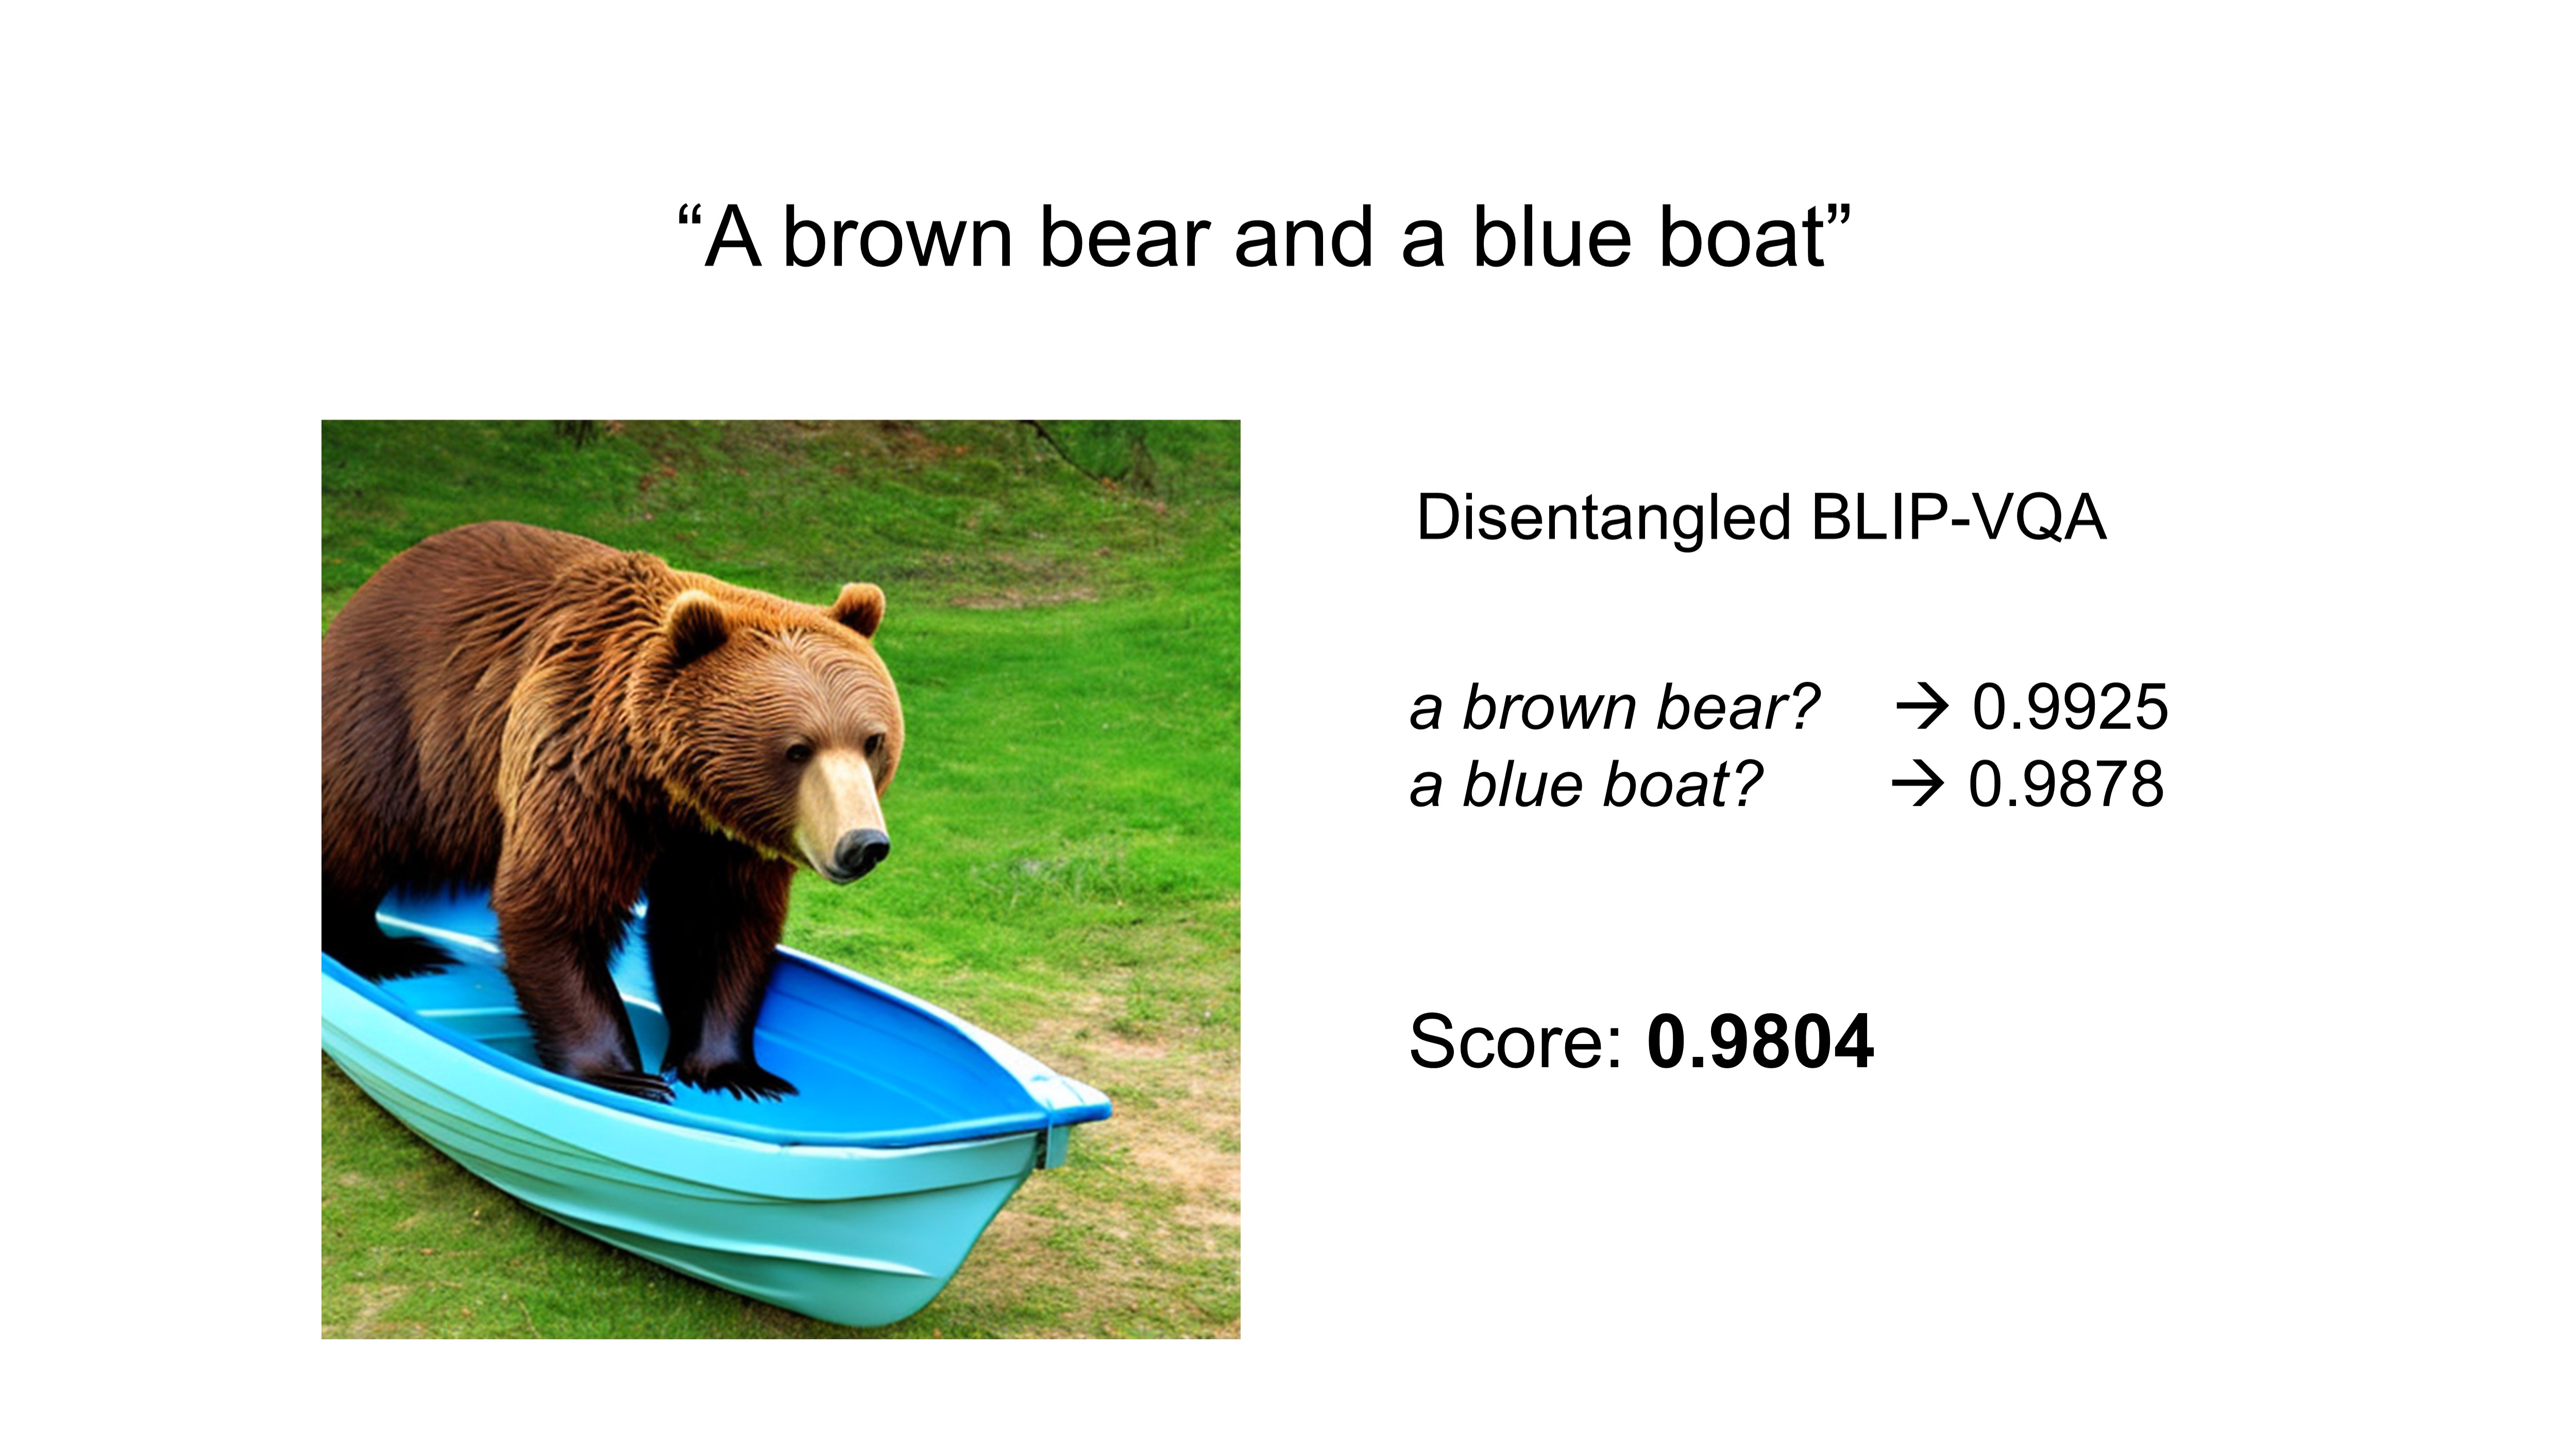 “A brown bear and a blue boat”
Disentangled BLIP-VQA
a brown bear? → 0.9925
a blue boat? → 0.9878
Score: 0.9804